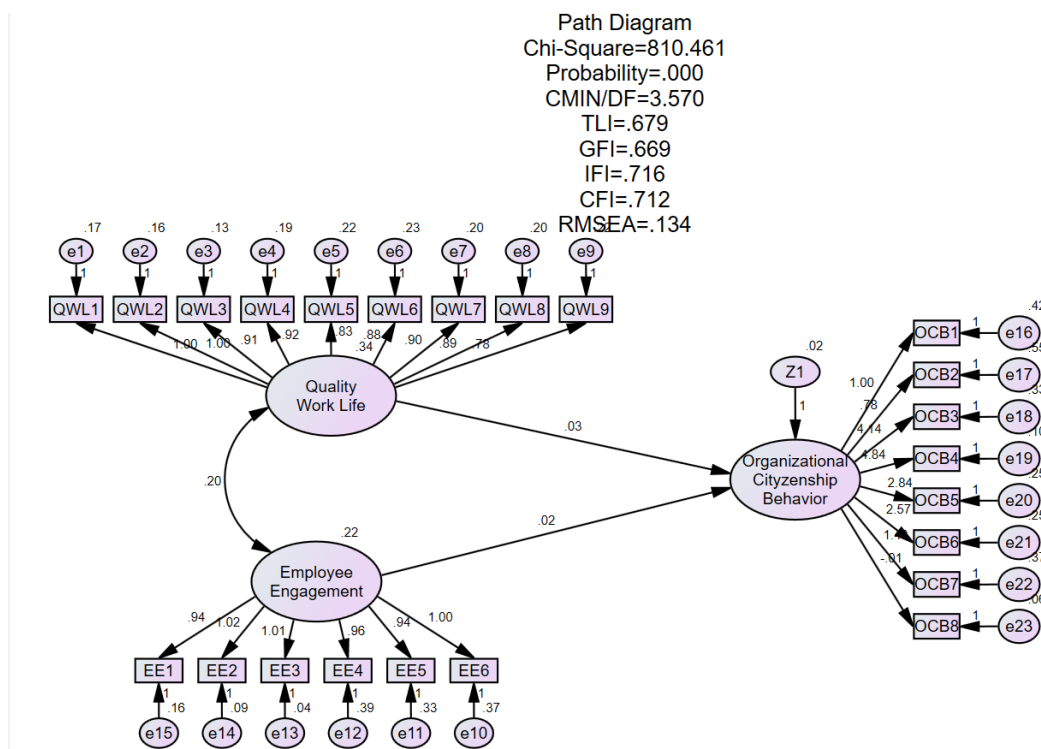 Path Diagram
Chi-Square=810.461
Probability=.000
CMIN/DF=3.570
TLI=.679
GFI=.669
IFI=.716
CFI=.712
RMSEA=.134
.17 .16 .13 .19 .22 .23 .20 .20
e1 e2 e3 e4 e5 e6 e7 e8 e9
1 1 1 1 1 1 1 1 1
QWL1 QWL2 QWL3 QWL4 QWL5 QWL6 QWL7 QWL8 QWL9
1.00 1.00 .91 .92 .83 .88 .90 .89 .78
.34
Quality
Work Life
.02
Z1
1
.03
.20
.02
Organizational
Cityzenship
Behavior
1.00
.78
4.14
4.84
2.84
2.57
-.01
OCB1 1 e16 .42
OCB2 1 e17 .55
OCB3 1 e18 .33
OCB4 1 e19 .10
OCB5 1 e20 .25
OCB6 1 e21 .25
OCB7 1 e22 .37
OCB8 1 e23 .06
.22
Employee
Engagement
.94 1.02 1.01 .96 .94 1.00
EE1 EE2 EE3 EE4 EE5 EE6
1 1 1 1 1 1
.16 .09 .04 .39 .33 .37
e15 e14 e13 e12 e11 e10